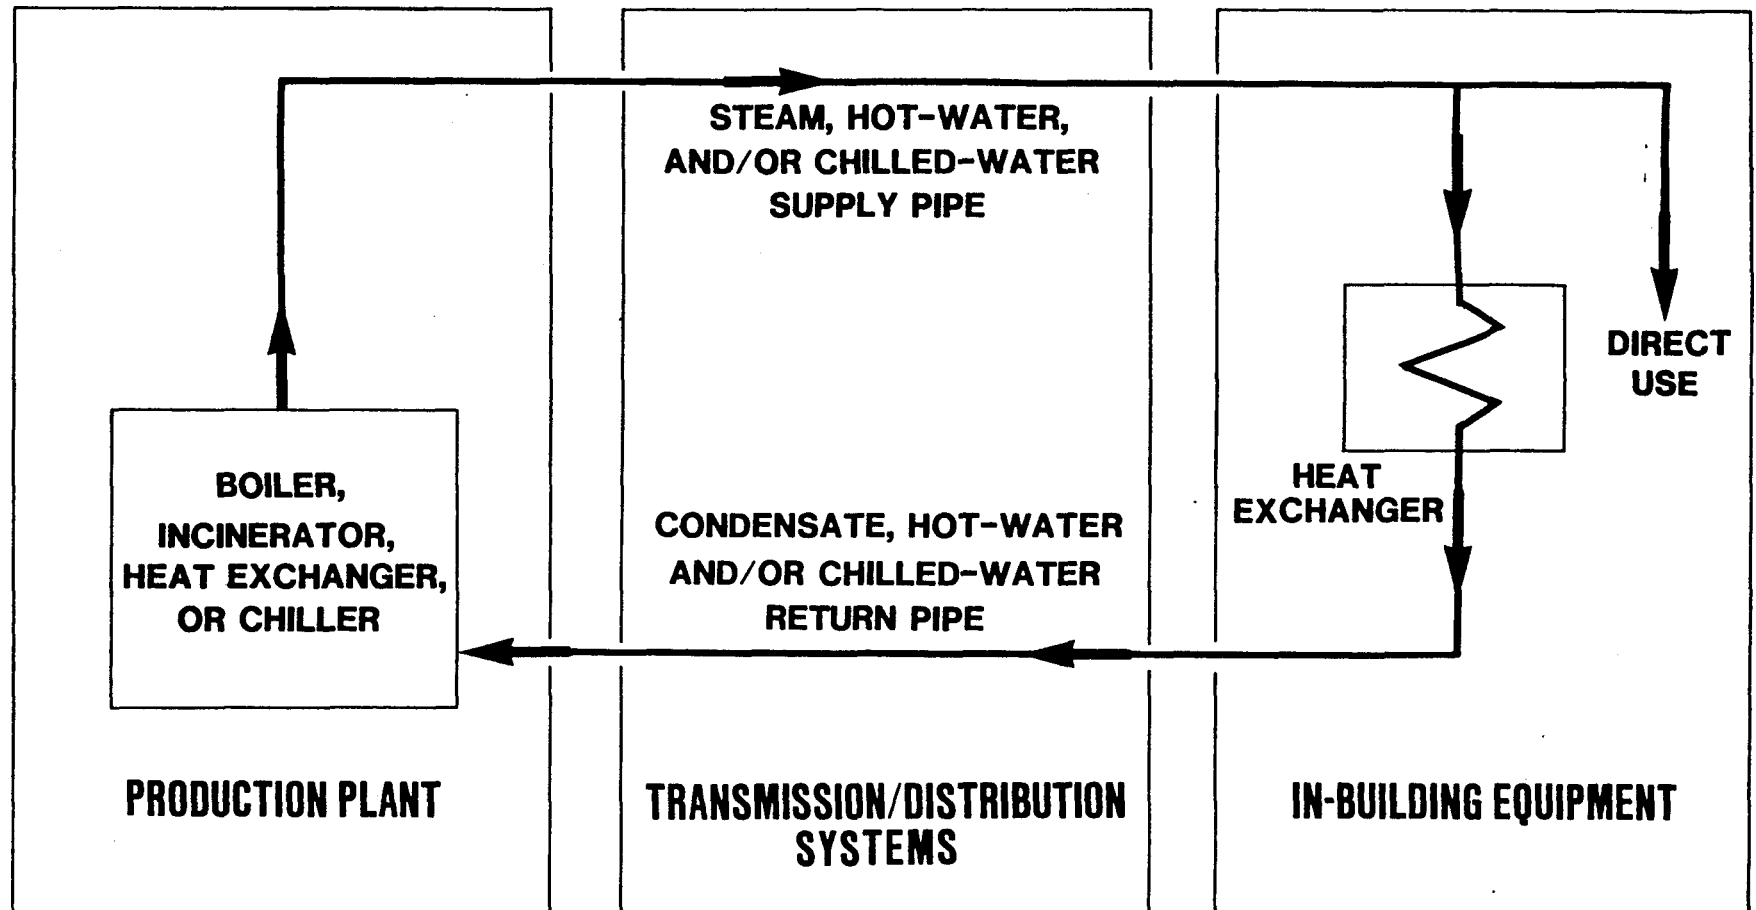 STEAM, HOT-WATER,
AND/OR CHILLED-WATER
SUPPLY PIPE
DIRECT
USE
BOILER,
INCINERATOR,
HEAT EXCHANGER,
OR CHILLER
CONDENSATE, HOT-WATER
AND/OR CHILLED-WATER
RETURN PIPE
HEAT
EXCHANGER
PRODUCTION PLANT
TRANSMISSION/DISTRIBUTION
SYSTEMS
IN-BUILDING EQUIPMENT